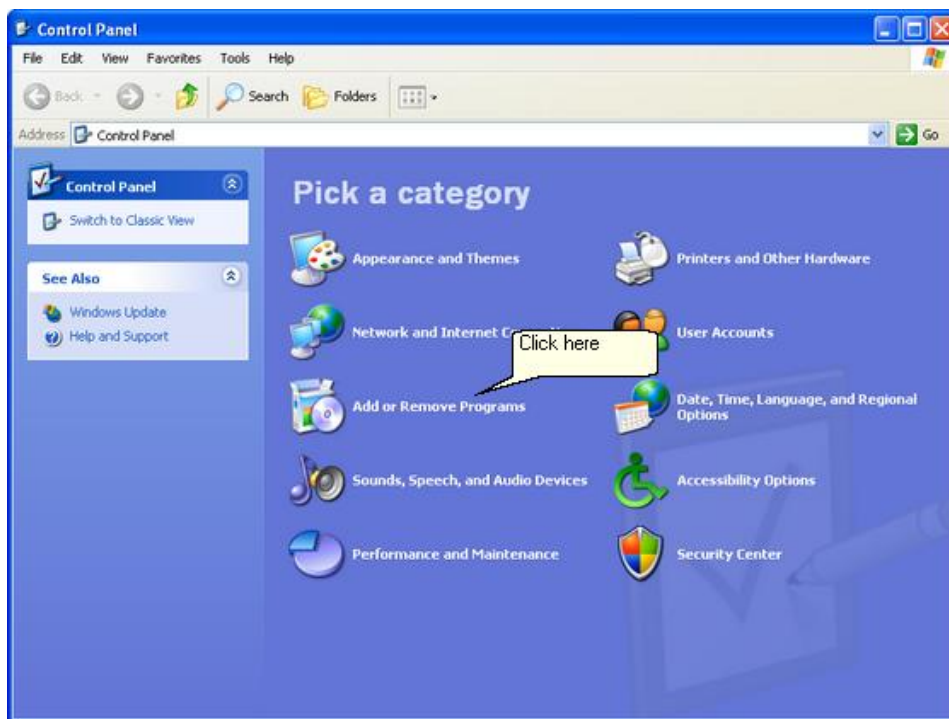 Control Panel
File Edit View Favorites Tools Help
Back Search Folders
Address Control Panel Go
Control Panel
Switch to Classic View
See Also
Windows Update
Help and Support
Pick a category
Appearance and Themes
Printers and Other Hardware
Network and Internet
User Accounts
Click here
Add or Remove Programs
Date, Time, Language, and Regional
Options
Sounds, Speech, and Audio Devices
Accessibility Options
Performance and Maintenance
Security Center